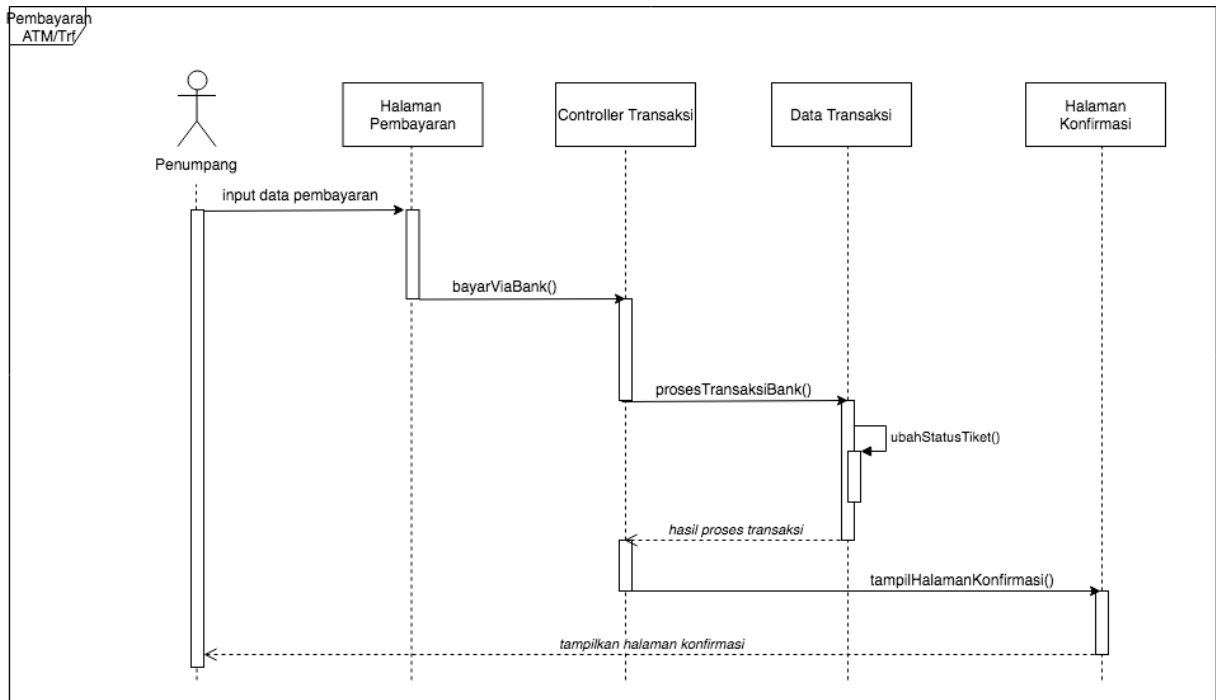 Pembayaran
ATM/Trf
Penumpang
Halaman
Pembayaran
Controller Transaksi
Data Transaksi
Halaman
Konfirmasi
input data pembayaran
bayarViaBank()
prosesTransaksiBank()
ubahStatusTiket()
hasil proses transaksi
tampilHalamanKonfirmasi()
tampilkan halaman konfirmasi